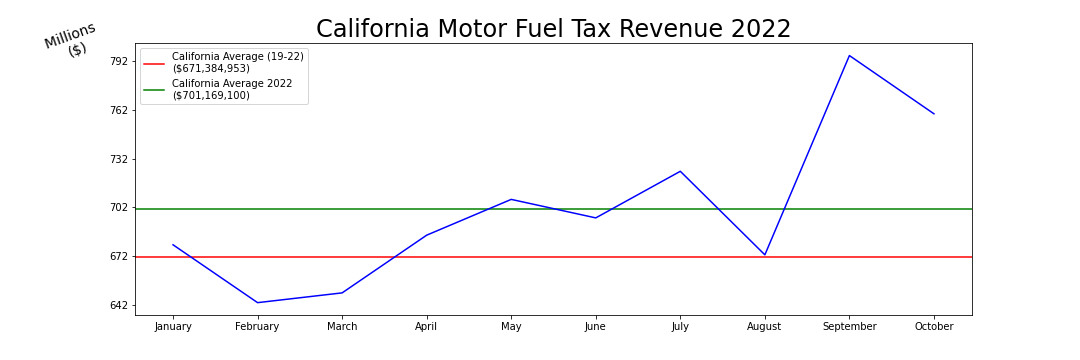 California Motor Fuel Tax Revenue 2022
Millions
($)
California Average (19-22)
($671,384,953)
California Average 2022
($701,169,100)
792
762
732
702
672
642
January February March April May June July August September October